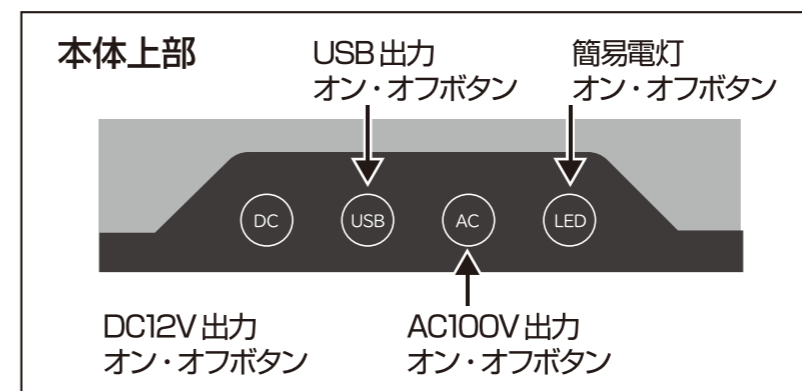 本体上部
USB出力
オン・オフボタン
簡易電灯
オン・オフボタン
DC
USB
AC
LED
DC12V出力
オン・オフボタン
AC100V出力
オン・オフボタン